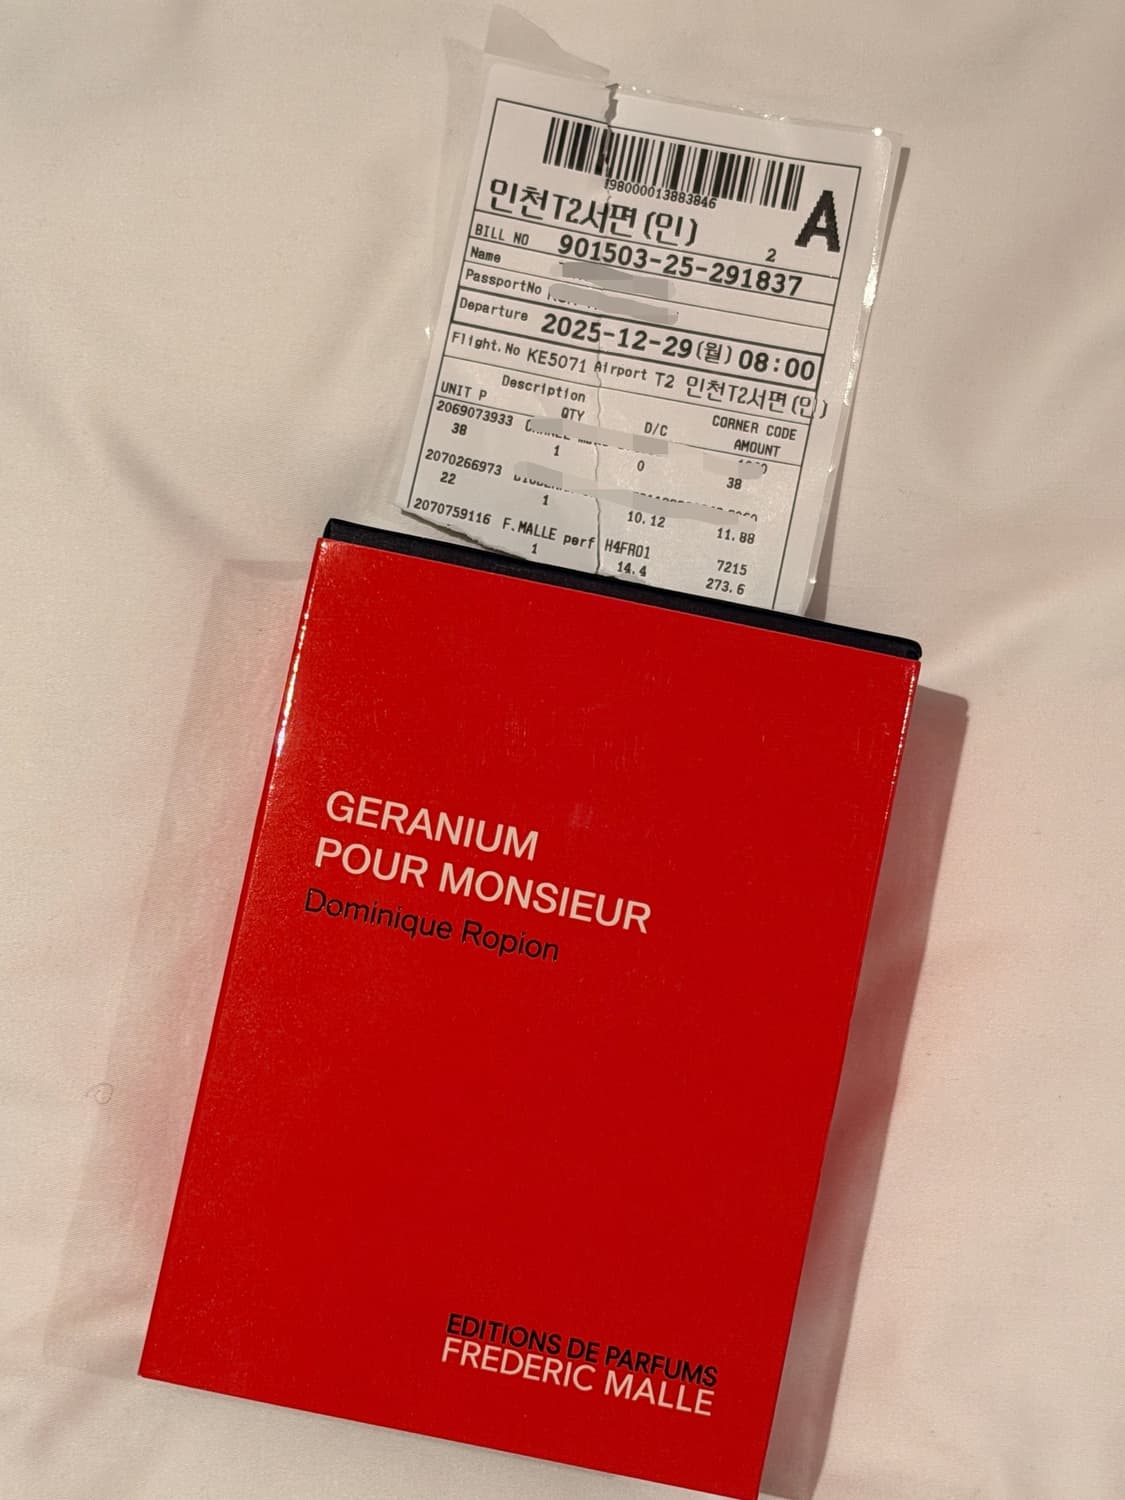 98000013883846
A
인천T2서편(인)
2
BILL NO 901503-25-291837
Name
PassportNo
Departure 2025-12-29(월) 08:00
Flight.No KE5071 Airport T2 인천T2서편(인)
Description CORNER CODE
UNIT P QTY D/C AMOUNT
2069073933
38 1 0 38
2070266973
22 1 10.12 11.88
2070759116 F.MALLE perf H4FR01 7215
1 14.4 273.6
GERANIUM
POUR MONSIEUR
Dominique Ropion
EDITIONS DE PARFUMS
FREDERIC MALLE